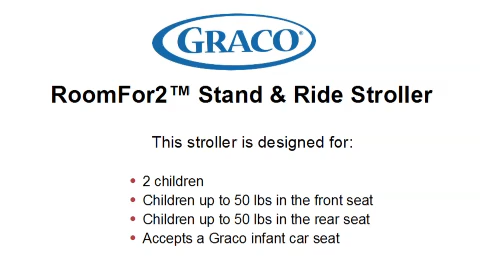 GRACO®
RoomFor2™ Stand & Ride Stroller
This stroller is designed for:
• 2 children
• Children up to 50 lbs in the front seat
• Children up to 50 lbs in the rear seat
• Accepts a Graco infant car seat